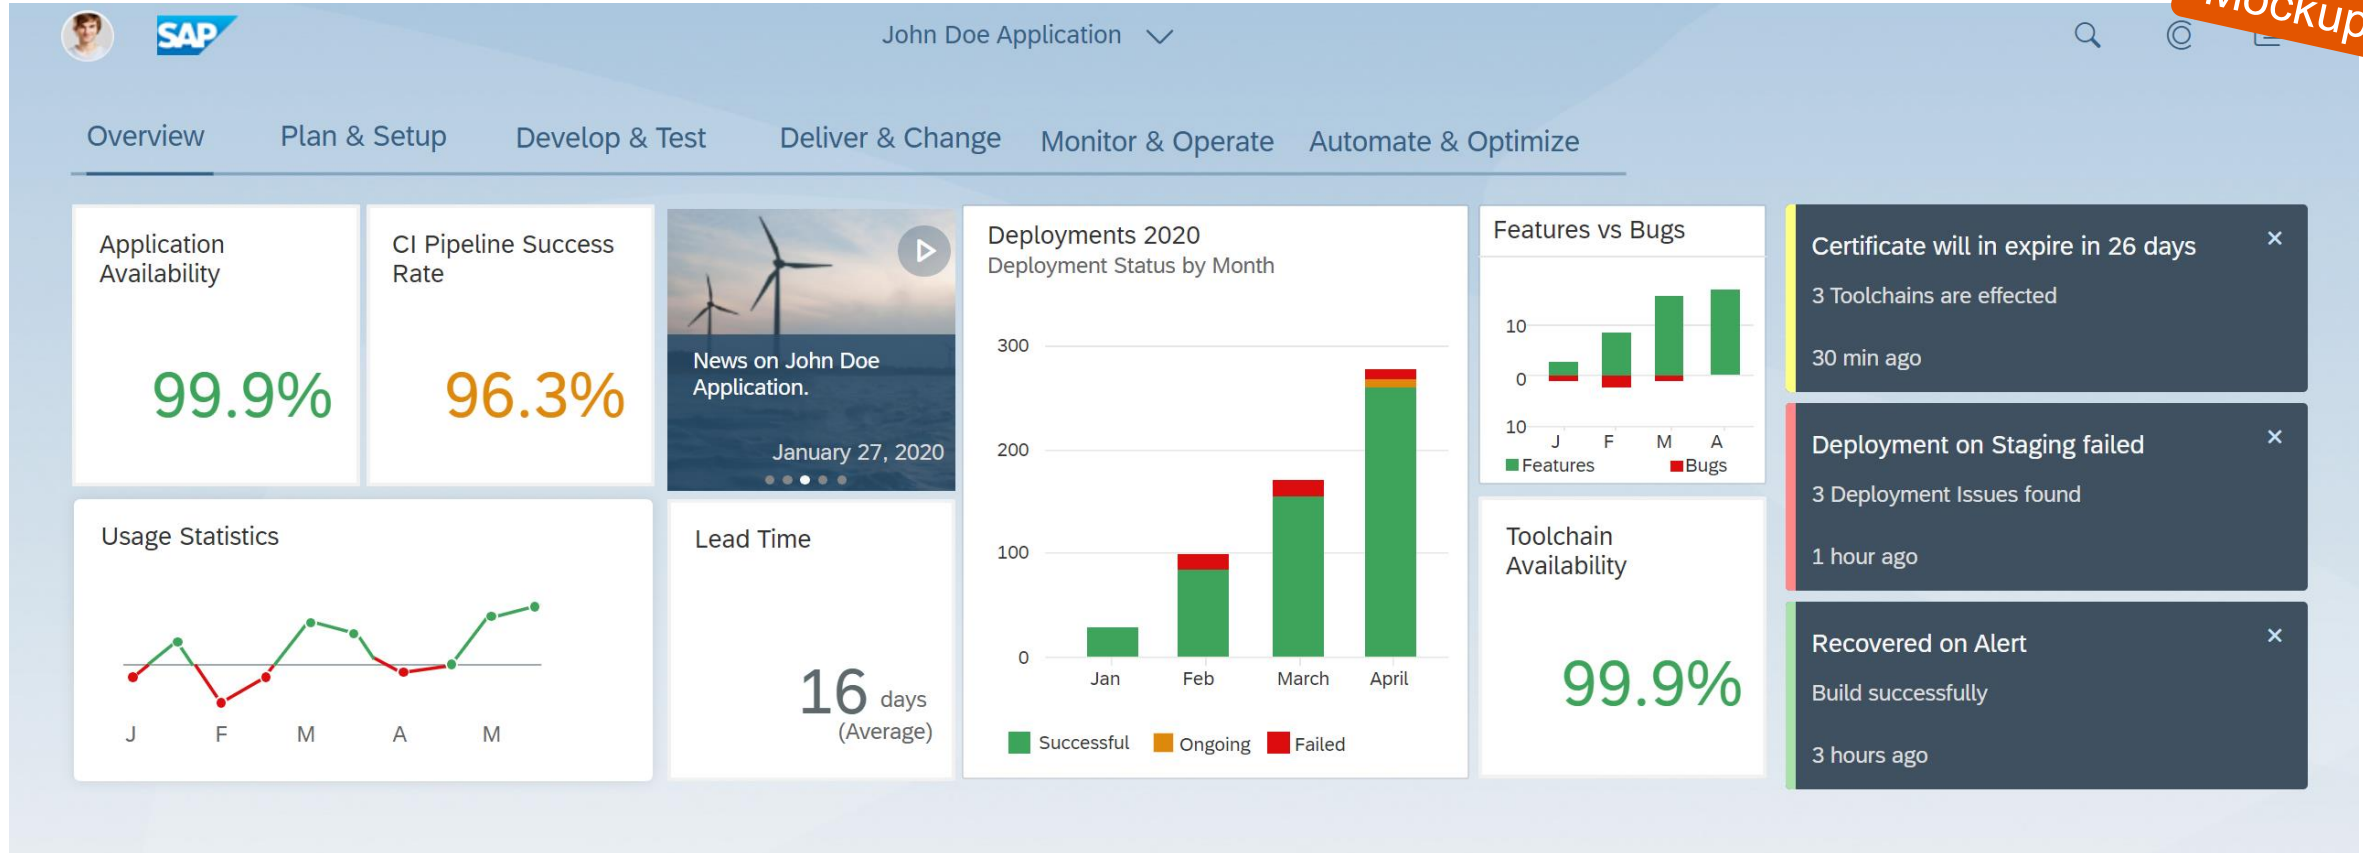 SAP
John Doe Application
Mockup
Overview
Plan & Setup
Develop & Test
Deliver & Change
Monitor & Operate
Automate & Optimize
Application
Availability
99.9%
CI Pipeline Success
Rate
96.3%
News on John Doe
Application.
January 27, 2020
Deployments 2020
Deployment Status by Month
300
200
100
0
Jan
Feb
March
April
Successful
Ongoing
Failed
Features vs Bugs
10
0
10
J
F
M
A
Features
Bugs
Certificate will in expire in 26 days
3 Toolchains are effected
30 min ago
Deployment on Staging failed
3 Deployment Issues found
1 hour ago
Recovered on Alert
Build successfully
3 hours ago
Usage Statistics
J
F
M
A
M
Lead Time
16 days
(Average)
Toolchain
Availability
99.9%